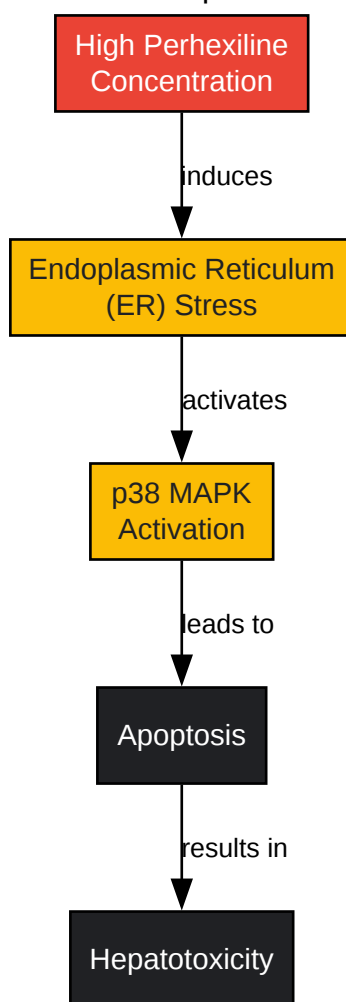 High Perhexiline
Concentration
induces
Endoplasmic Reticulum
(ER) Stress
activates
p38 MAPK
Activation
leads to
Apoptosis
results in
Hepatotoxicity